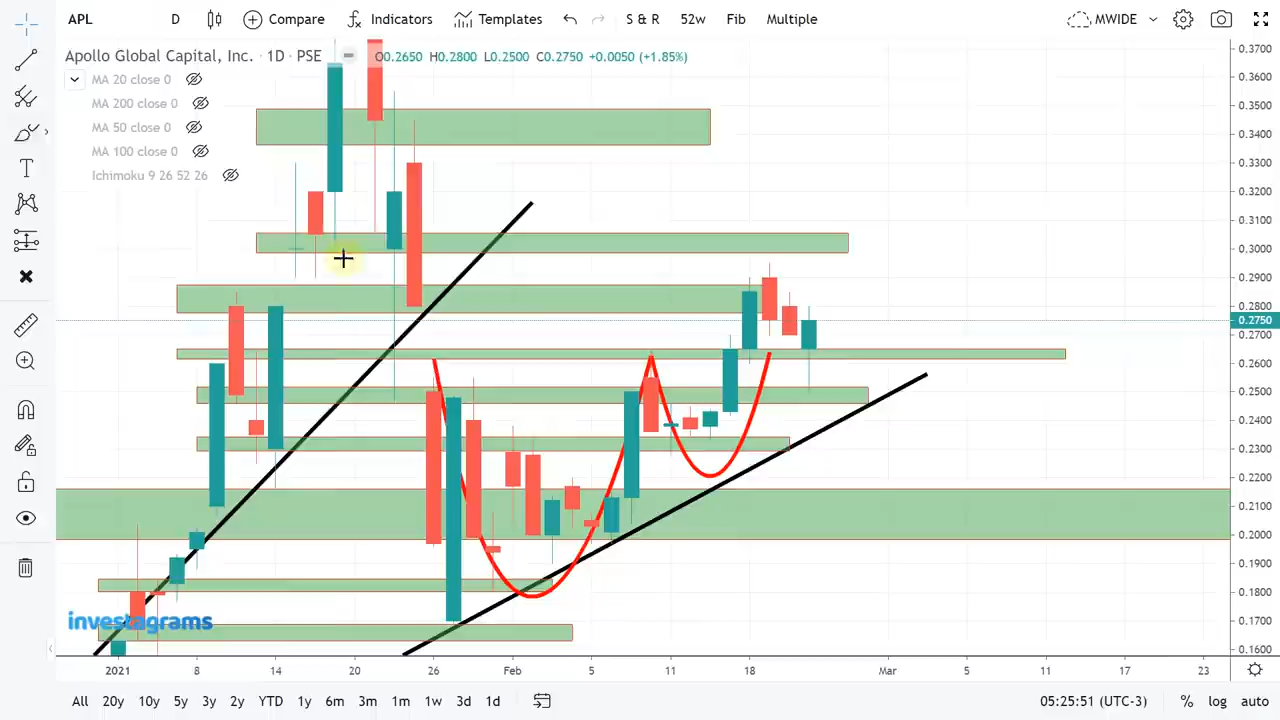 APL D Compare Indicators Templates S & R 52w Fib Multiple MWIDE
Apollo Global Capital, Inc. · 1D · PSE O0.2650 H0.2800 L0.2500 C0.2750 +0.0050 (+1.85%)
MA 20 close 0
MA 200 close 0
MA 50 close 0
MA 100 close 0
Ichimoku 9 26 52 26
0.3700
0.3600
0.3500
0.3400
0.3300
0.3200
0.3100
0.3000
0.2900
0.2800
0.2750
0.2700
0.2600
0.2500
0.2400
0.2300
0.2200
0.2100
0.2000
0.1900
0.1800
0.1700
0.1600
investagrams
2021 8 14 20 26 Feb 5 11 18 Mar 5 11 17 23
All 20y 10y 5y 3y 2y YTD 1y 6m 3m 1m 1w 3d 1d 05:25:51 (UTC-3) % log auto